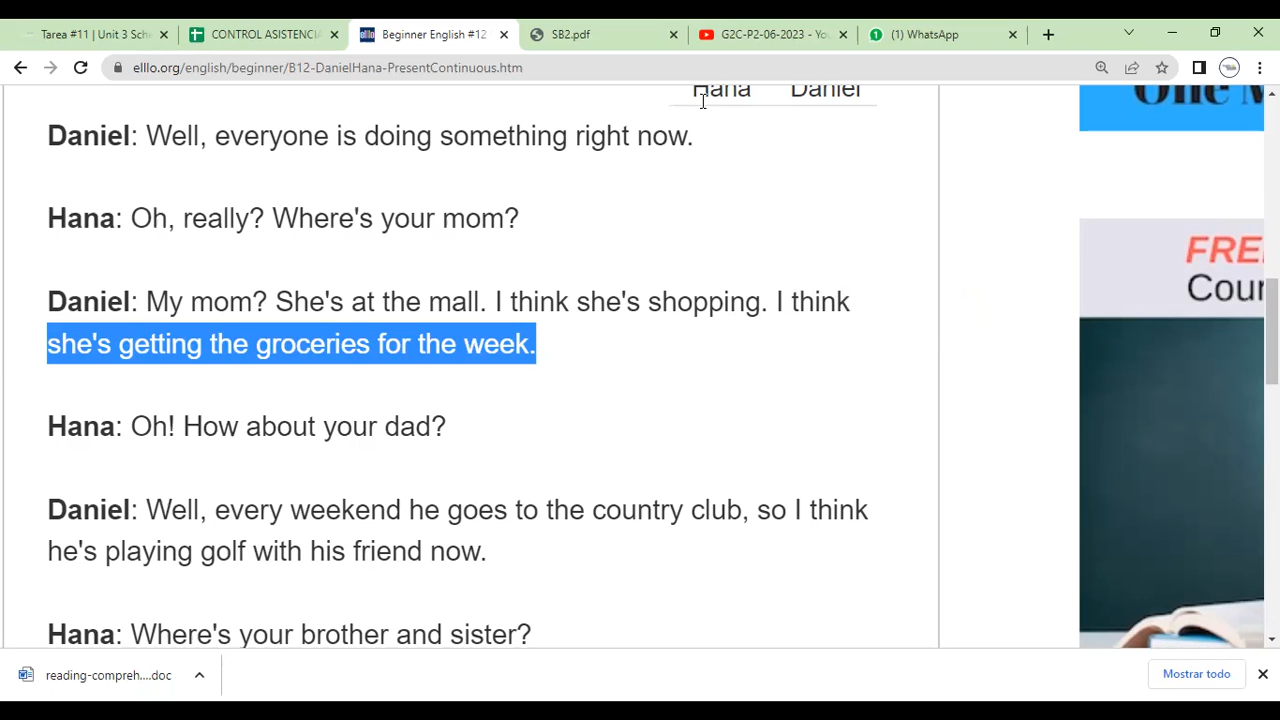 Tarea #11 | Unit 3 Sch
CONTROL ASISTENCIA
Beginner English #12
SB2.pdf
G2C-P2-06-2023 - You
(1) WhatsApp
elllo.org/english/beginner/B12-DanielHana-PresentContinuous.htm
Hana Daniel
Daniel: Well, everyone is doing something right now.
Hana: Oh, really? Where's your mom?
Daniel: My mom? She's at the mall. I think she's shopping. I think
she's getting the groceries for the week.
Hana: Oh! How about your dad?
Daniel: Well, every weekend he goes to the country club, so I think
he's playing golf with his friend now.
Hana: Where's your brother and sister?
One M
FREE
Cour
reading-compreh....doc
Mostrar todo